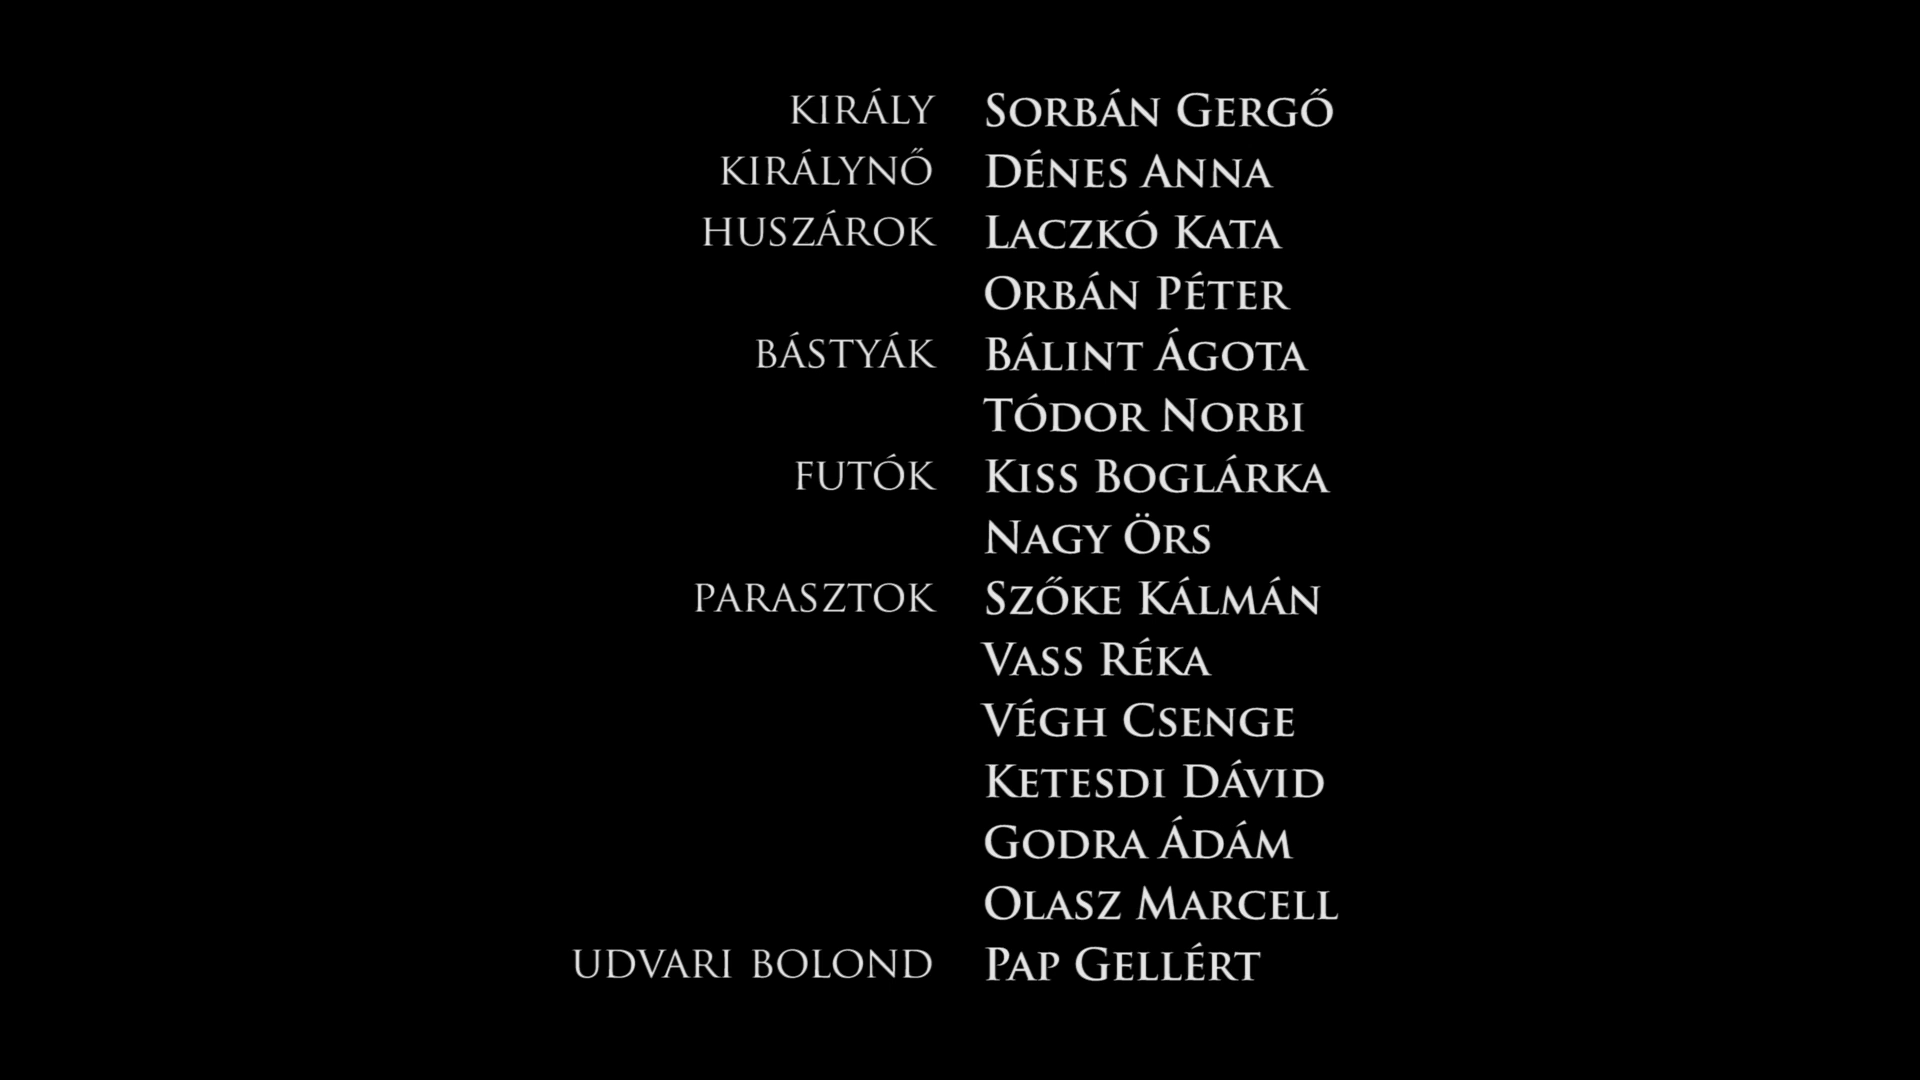 KIRÁLY SORBÁN GERGŐ
KIRÁLYNŐ DÉNES ANNA
HUSZÁROK LACZKÓ KATA
ORBÁN PÉTER
BÁSTYÁK BÁLINT ÁGOTA
TÓDOR NORBI
FUTÓK KISS BOGLÁRKA
NAGY ÖRS
PARASZTOK SZŐKE KÁLMÁN
VASS RÉKA
VÉGH CSENGE
KETESDI DÁVID
GODRA ÁDÁM
OLASZ MARCELL
UDVARI BOLOND PAP GELLÉRT